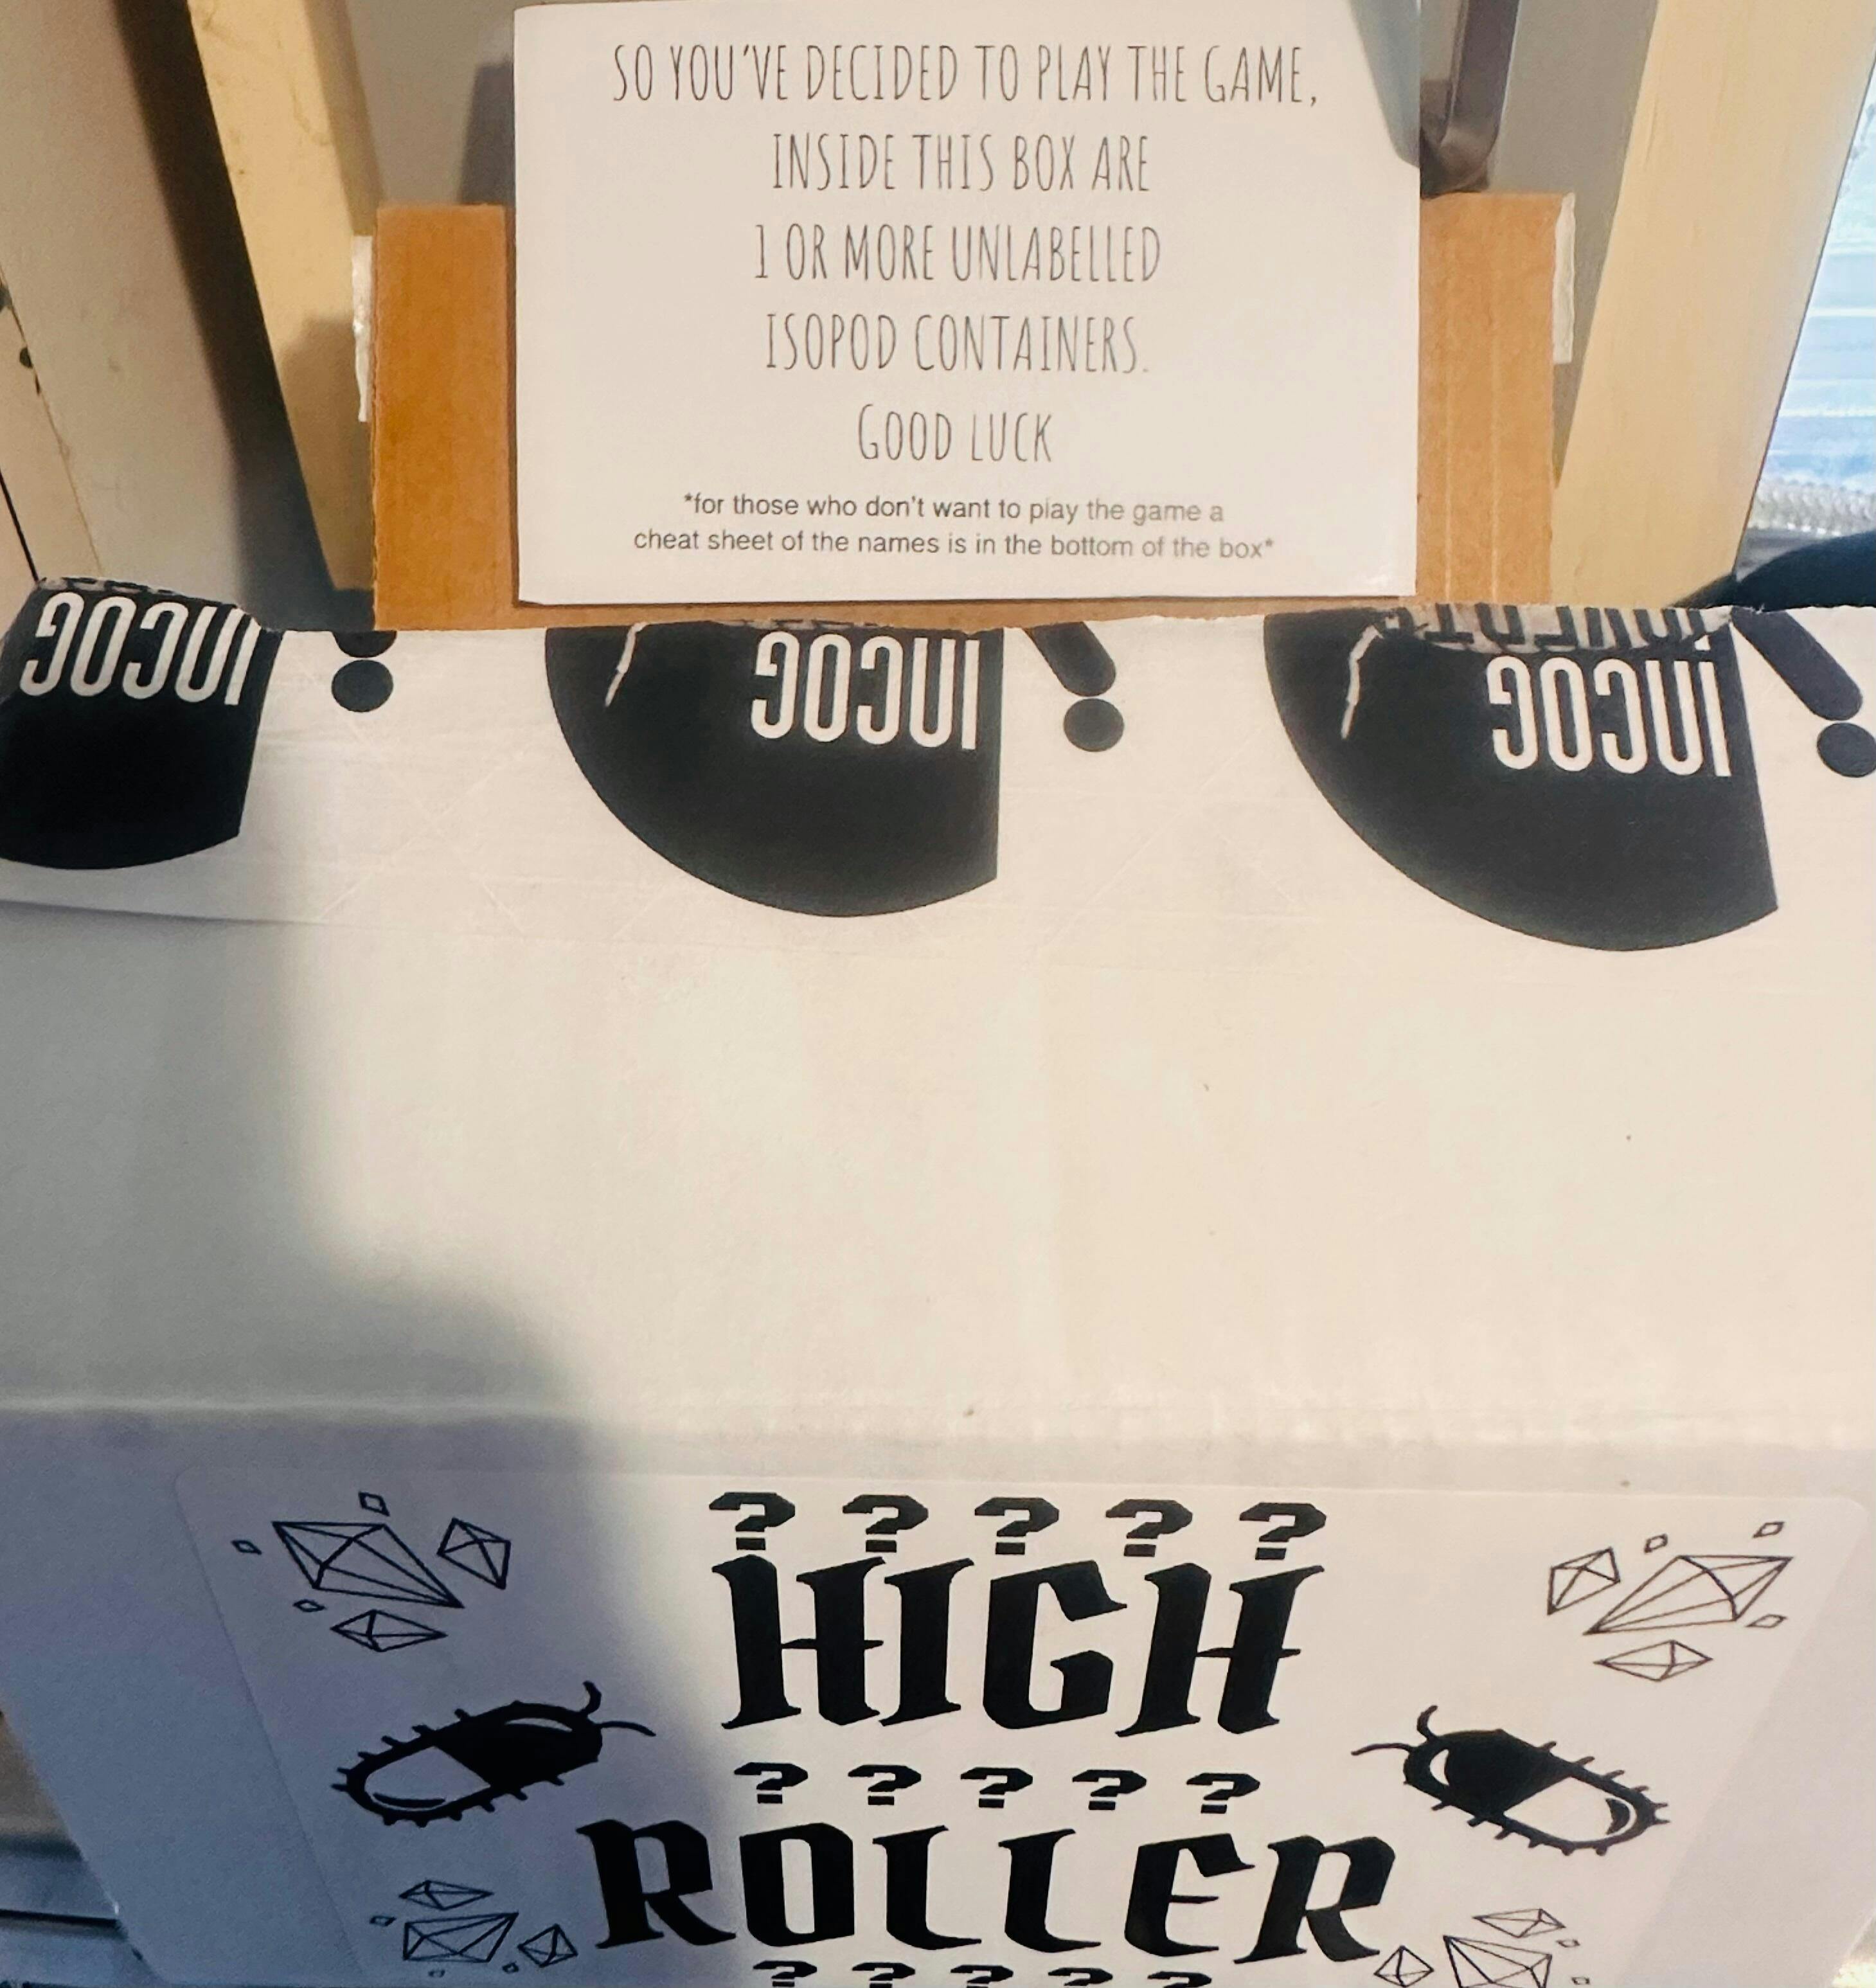 SO YOU'VE DECIDED TO PLAY THE GAME,
INSIDE THIS BOX ARE
1 OR MORE UNLABELLED
ISOPOD CONTAINERS.
GOOD LUCK
*for those who don't want to play the game a
cheat sheet of the names is in the bottom of the box*
INCOG
INCOG
INCOG
? ? ? ? ?
HIGH
? ? ? ? ?
ROLLER
? ? ? ? ?